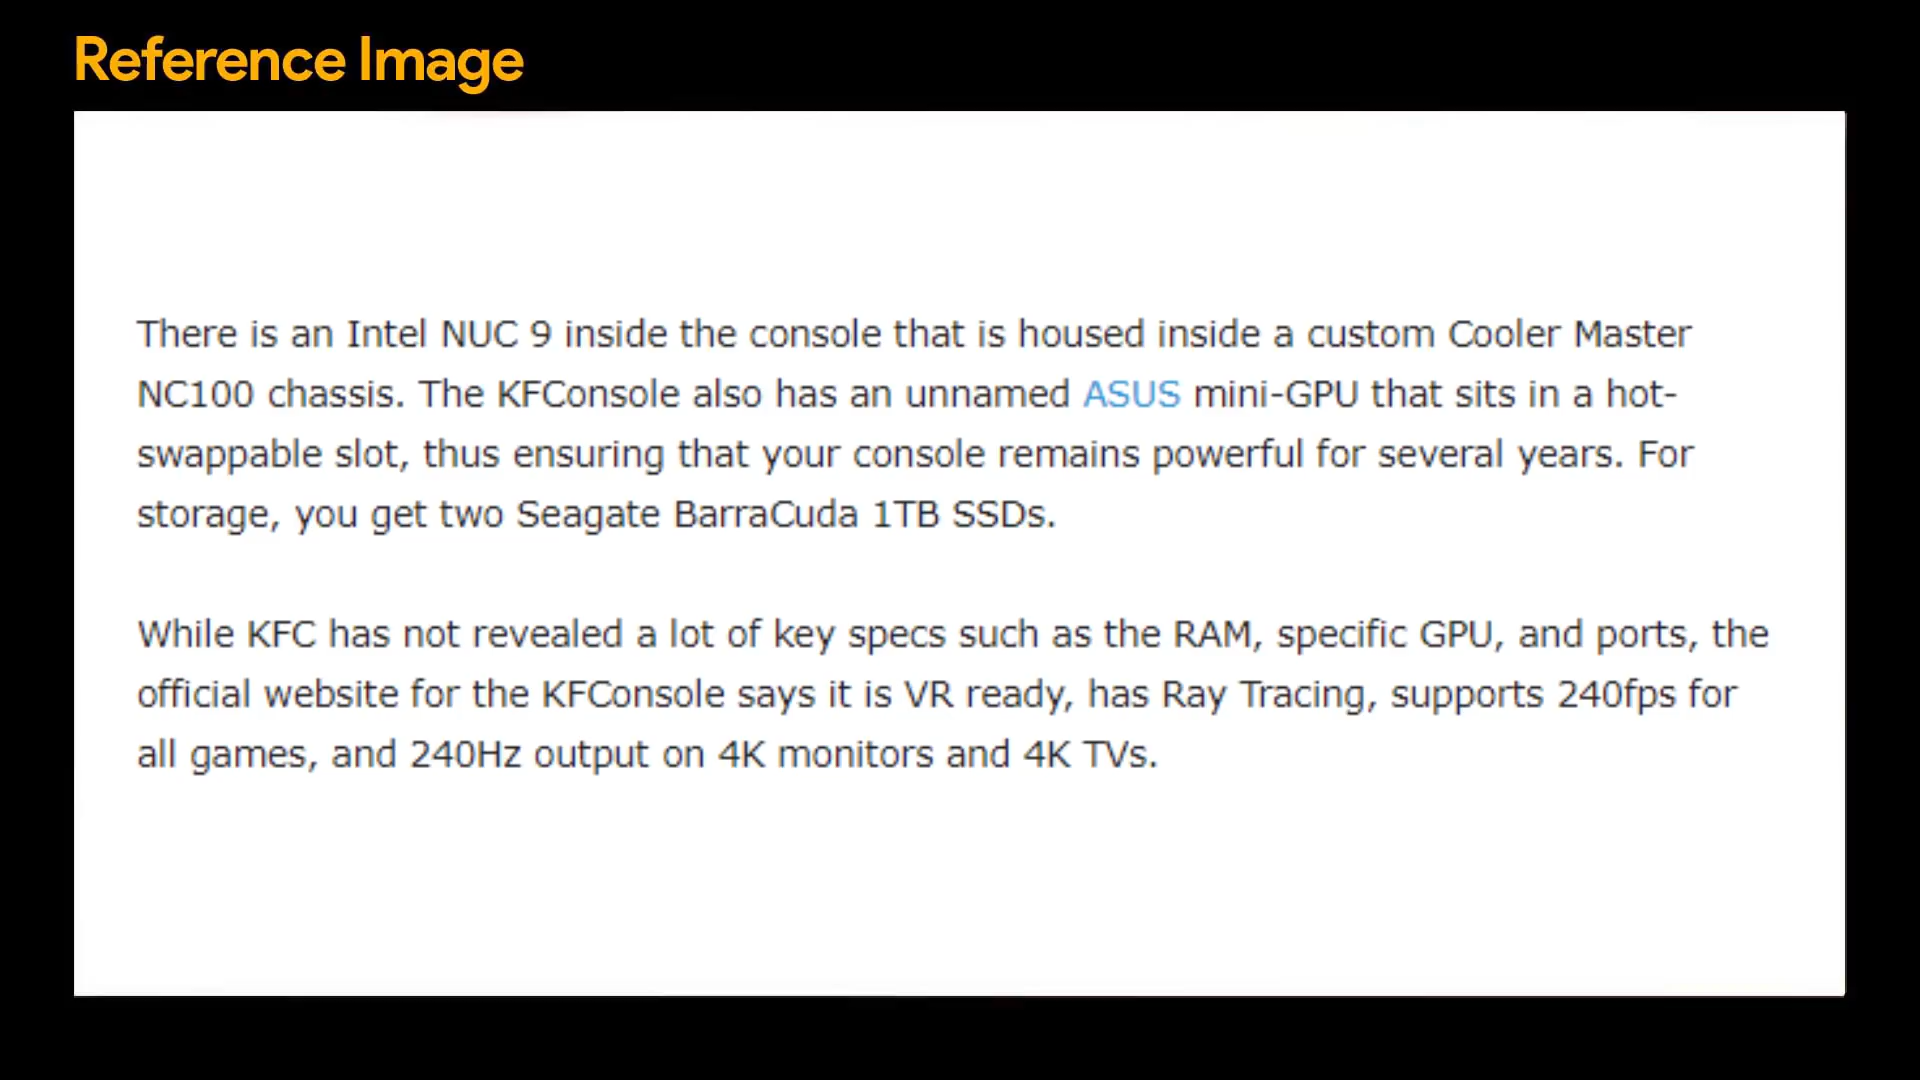 Reference Image
There is an Intel NUC 9 inside the console that is housed inside a custom Cooler Master
NC100 chassis. The KFConsole also has an unnamed ASUS mini-GPU that sits in a hot-
swappable slot, thus ensuring that your console remains powerful for several years. For
storage, you get two Seagate BarraCuda 1TB SSDs.
While KFC has not revealed a lot of key specs such as the RAM, specific GPU, and ports, the
official website for the KFConsole says it is VR ready, has Ray Tracing, supports 240fps for
all games, and 240Hz output on 4K monitors and 4K TVs.